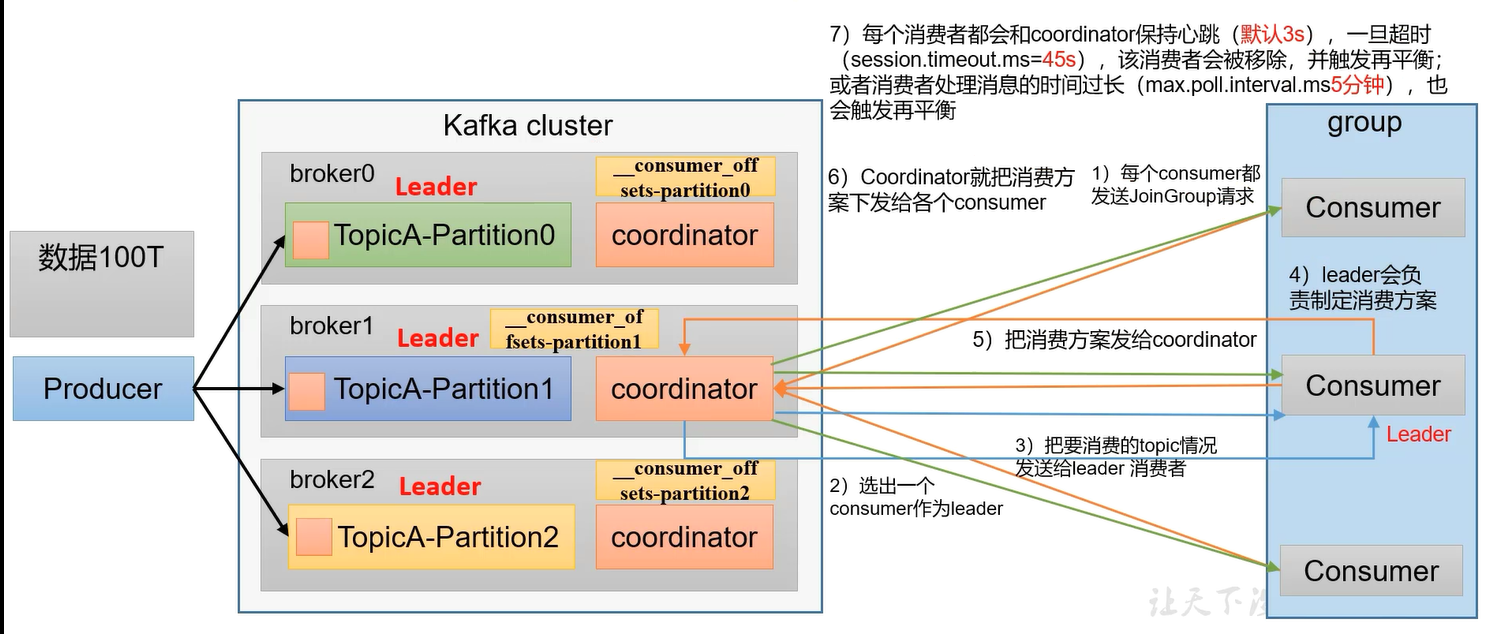 7）每个消费者都会和coordinator保持心跳（默认3s），一旦超时
（session.timeout.ms=45s），该消费者会被移除，并触发再平衡；
或者消费者处理消息的时间过长（max.poll.interval.ms5分钟），也
会触发再平衡
Kafka cluster
group
broker0
Leader
__consumer_off
sets-partition0
TopicA-Partition0
coordinator
6）Coordinator就把消费方
案下发给各个consumer
1）每个consumer都
发送JoinGroup请求
Consumer
数据100T
4）leader会负
责制定消费方案
broker1
Leader
__consumer_of
fsets-partition1
5）把消费方案发给coordinator
Producer
TopicA-Partition1
coordinator
Consumer
Leader
3）把要消费的topic情况
发送给leader 消费者
broker2
Leader
__consumer_off
sets-partition2
2）选出一个
consumer作为leader
TopicA-Partition2
coordinator
Consumer
让天下